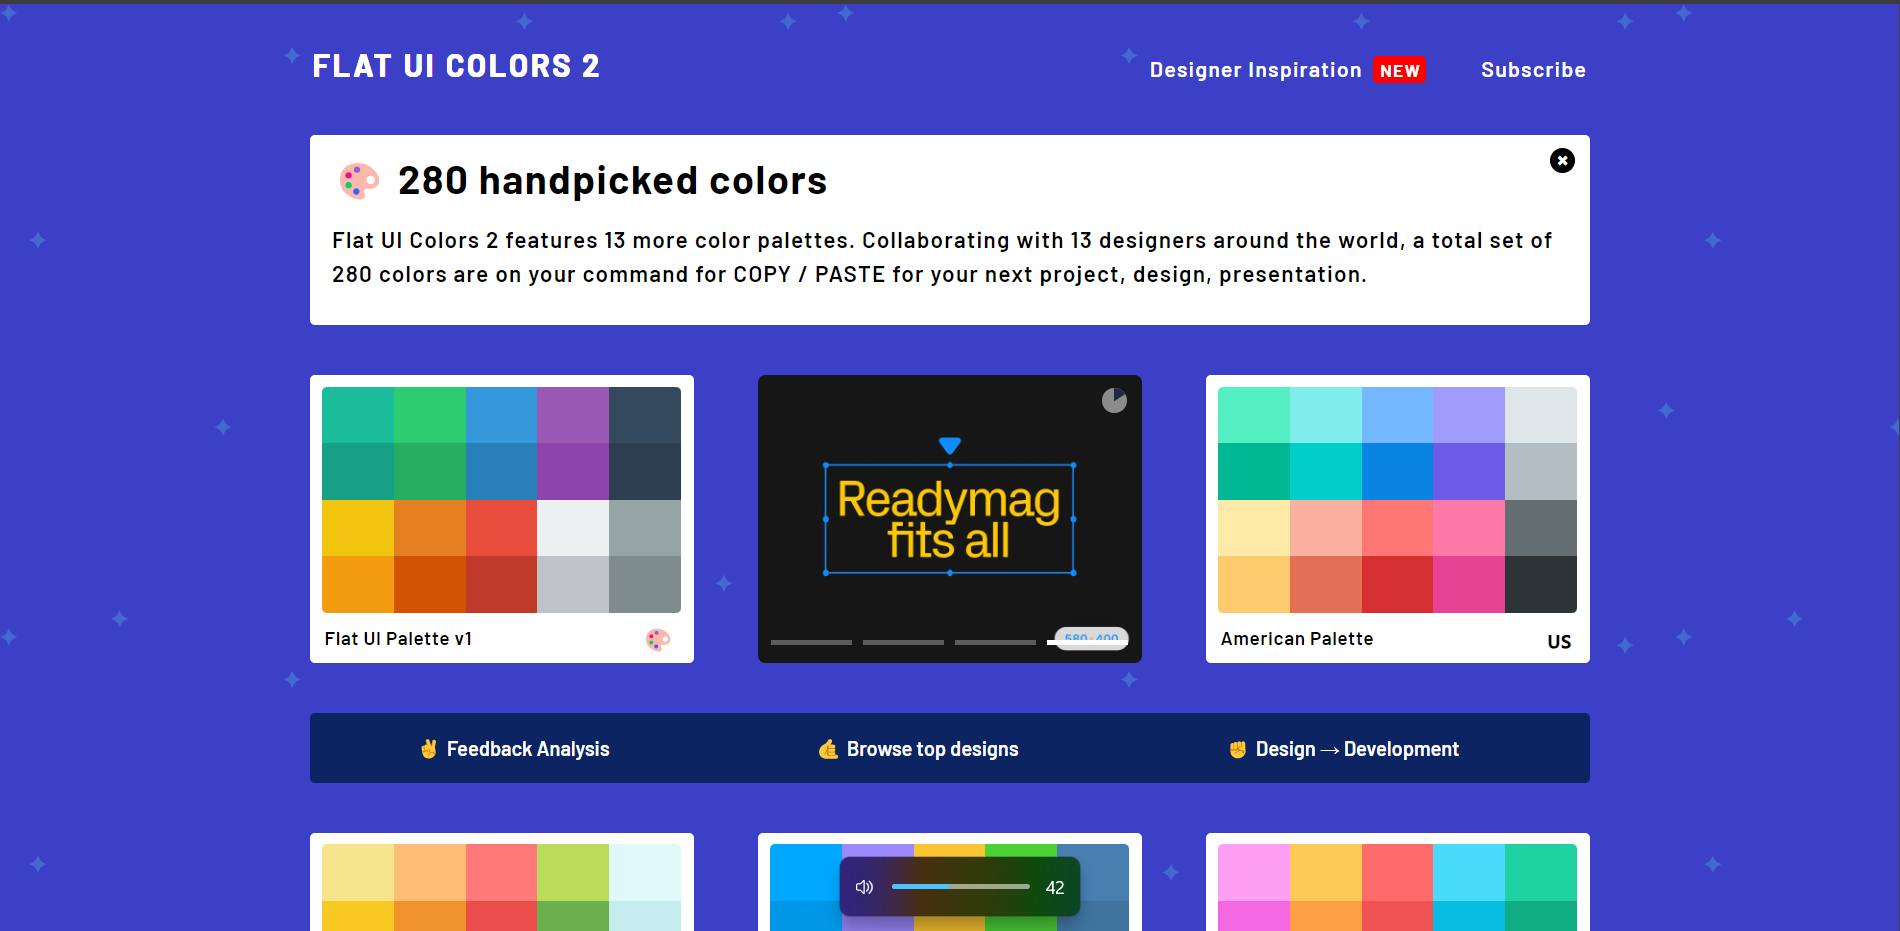 FLAT UI COLORS 2
Designer Inspiration NEW
Subscribe
280 handpicked colors
Flat UI Colors 2 features 13 more color palettes. Collaborating with 13 designers around the world, a total set of
280 colors are on your command for COPY / PASTE for your next project, design, presentation.
Readymag
fits all
Flat UI Palette v1
American Palette
US
Feedback Analysis
Browse top designs
Design → Development
42